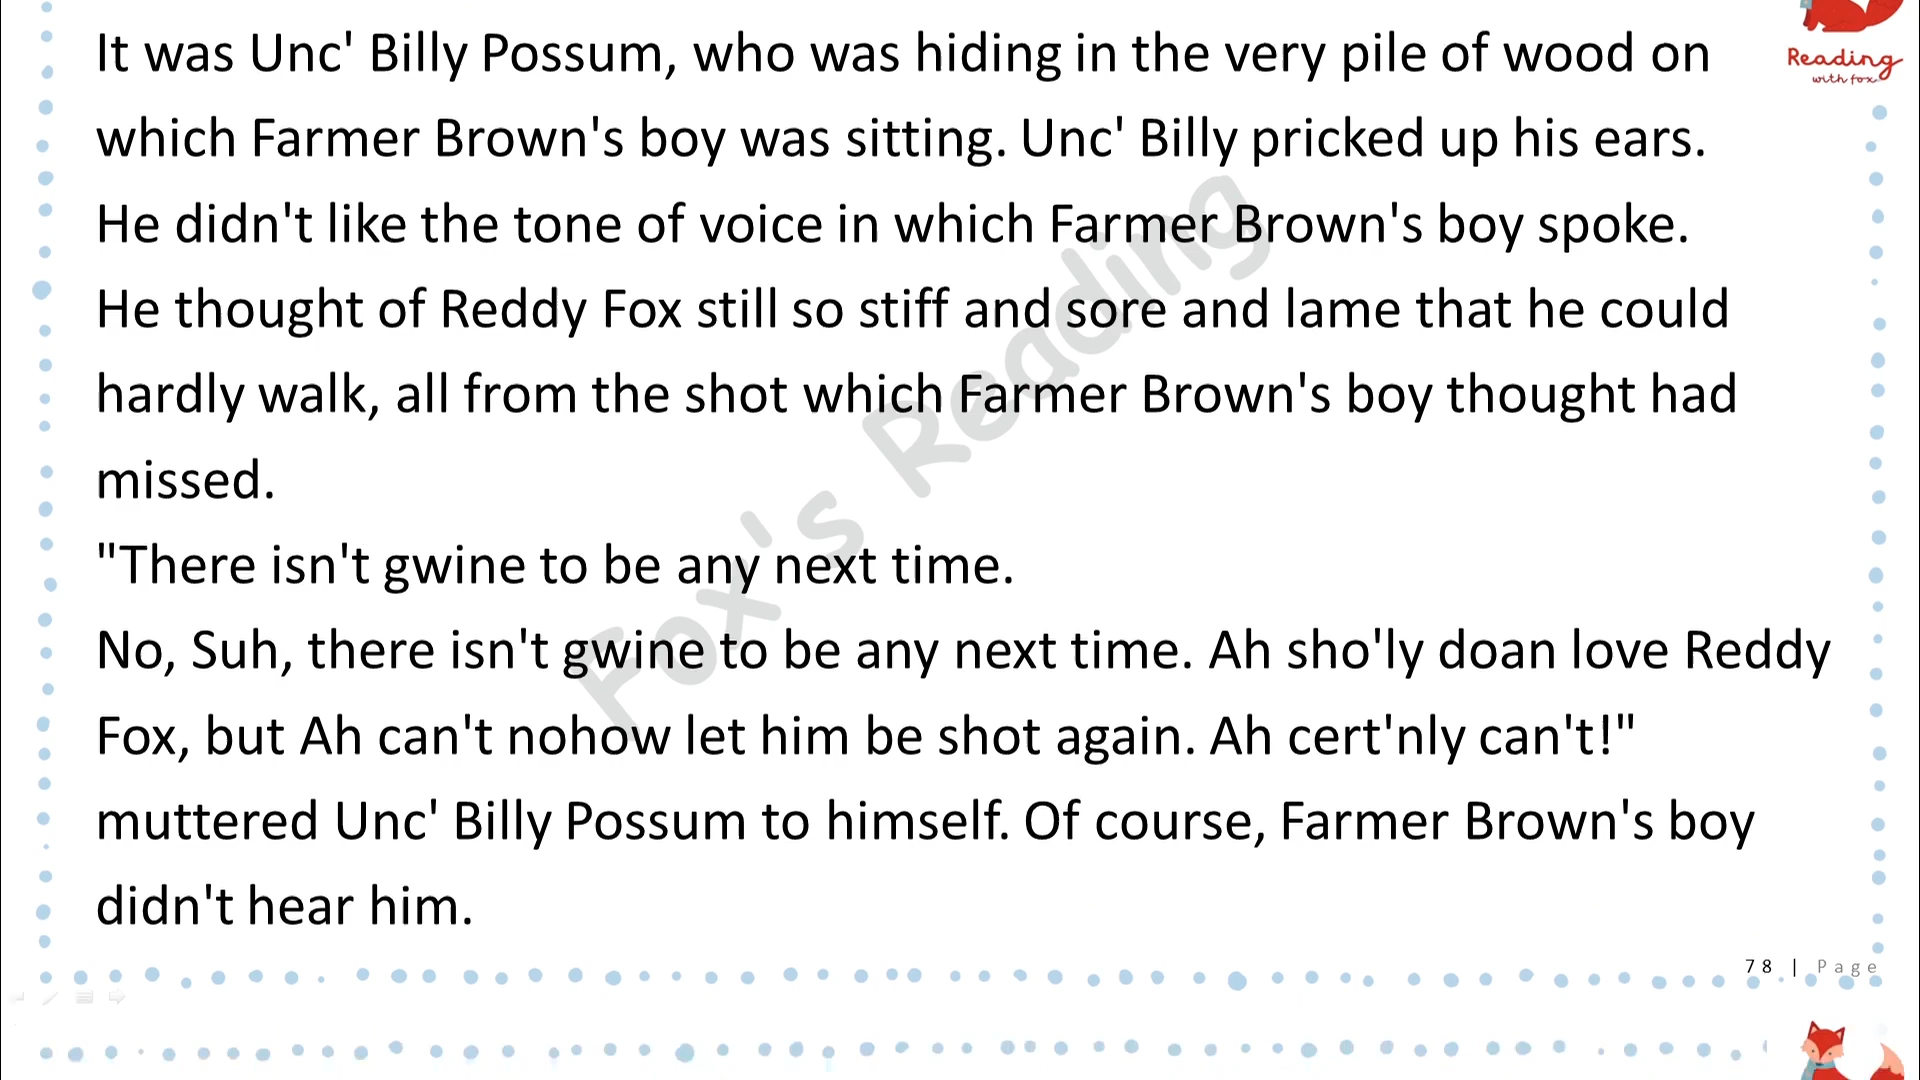 It was Unc' Billy Possum, who was hiding in the very pile of wood on
which Farmer Brown's boy was sitting. Unc' Billy pricked up his ears.
He didn't like the tone of voice in which Farmer Brown's boy spoke.
He thought of Reddy Fox still so stiff and sore and lame that he could
hardly walk, all from the shot which Farmer Brown's boy thought had
missed.
"There isn't gwine to be any next time.
No, Suh, there isn't gwine to be any next time. Ah sho'ly doan love Reddy
Fox, but Ah can't nohow let him be shot again. Ah cert'nly can't!"
muttered Unc' Billy Possum to himself. Of course, Farmer Brown's boy
didn't hear him.
78 | Page
Reading
with fox
Fox's Reading